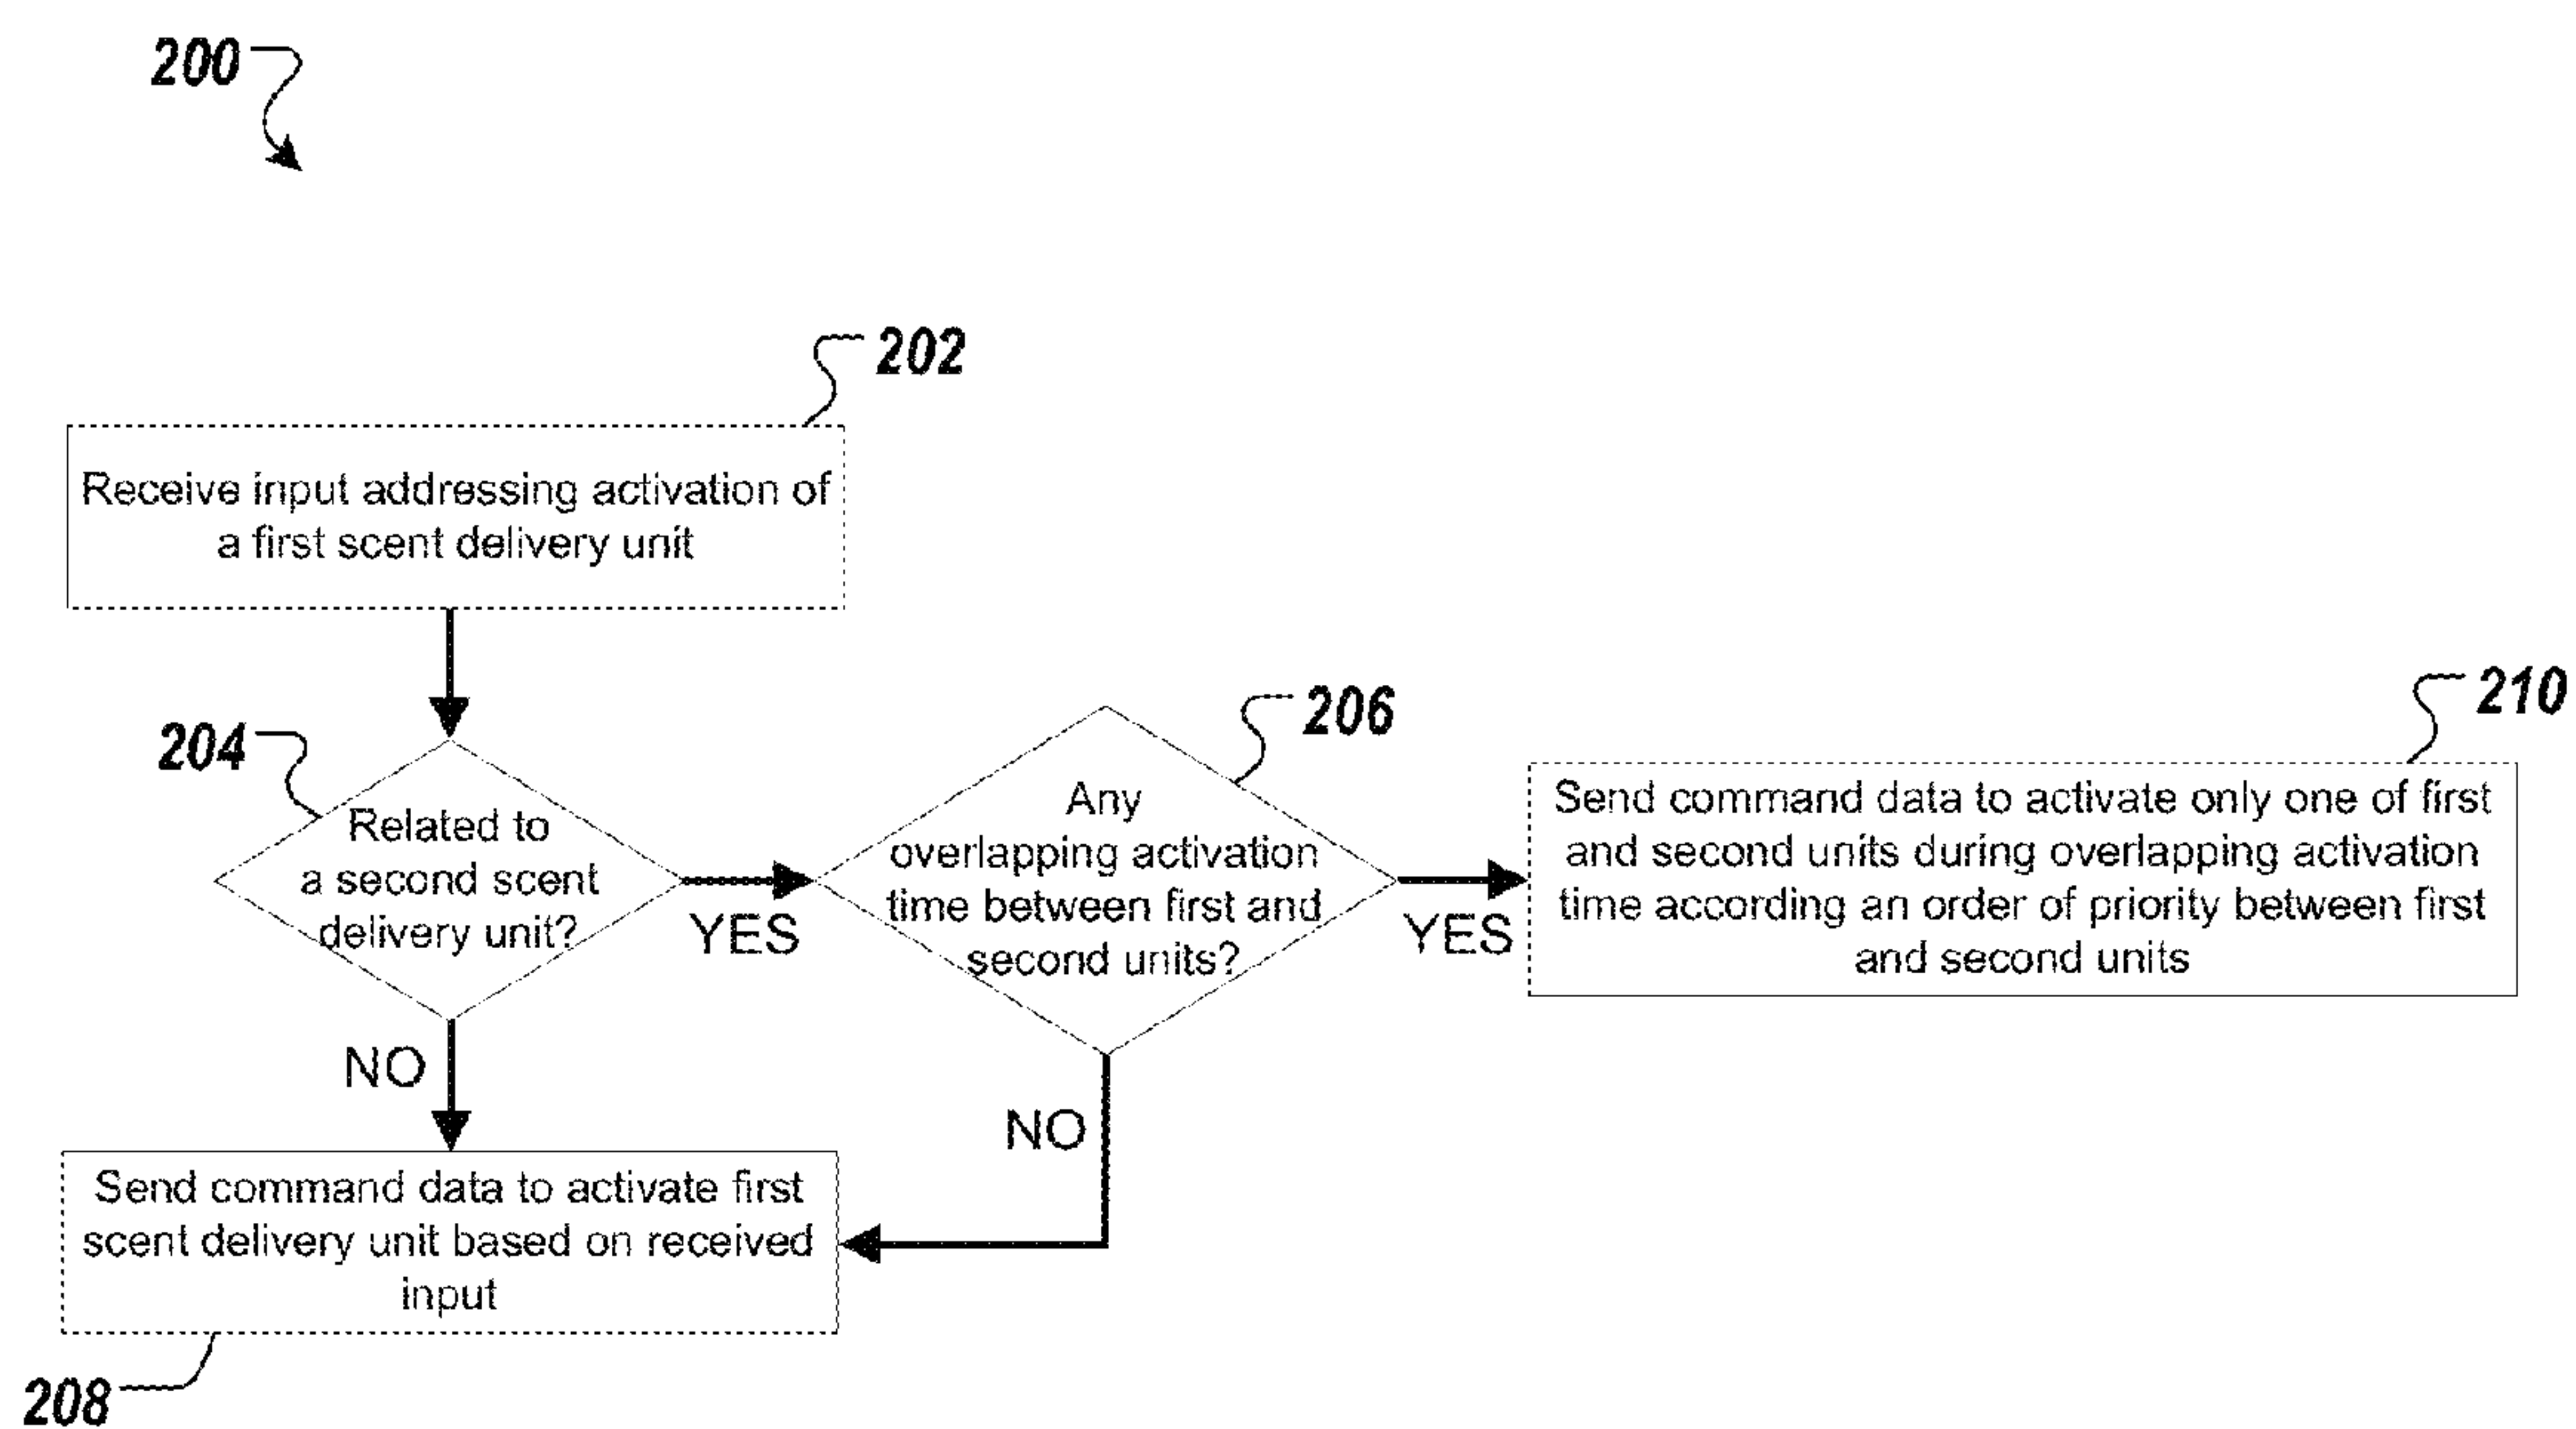 200
202
Receive input addressing activation of
a first scent delivery unit
204
Related to
a second scent
delivery unit?
YES
NO
206
Any
overlapping activation
time between first and
second units?
YES
NO
210
Send command data to activate only one of first
and second units during overlapping activation
time according an order of priority between first
and second units
Send command data to activate first
scent delivery unit based on received
input
208